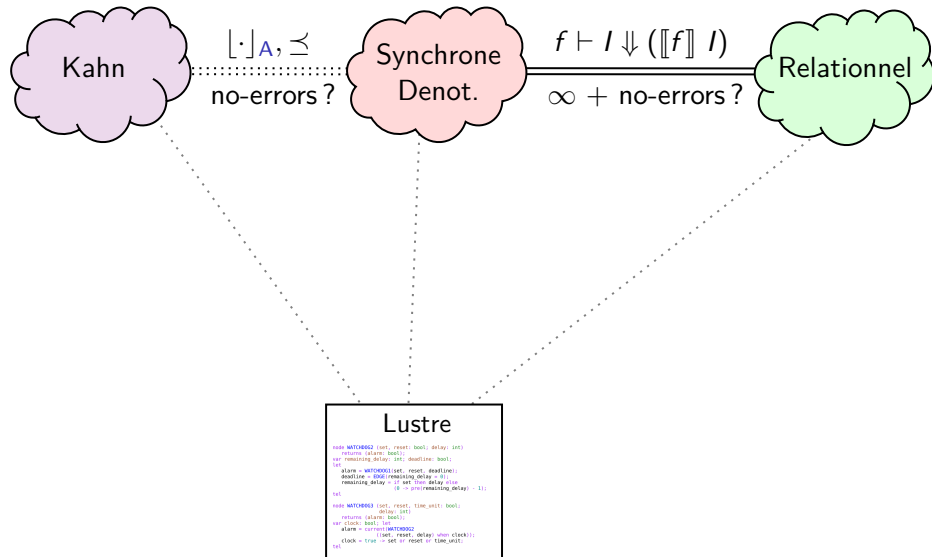 Kahn
⌊·⌋A, ⪯
no-errors ?
Synchrone
Denot.
f ⊢ I ⇓ (⟦f⟧ I)
∞ + no-errors ?
Relationnel
Lustre
node WATCHDOG2 (set, reset: bool; delay: int)
returns (alarm: bool);
var remaining_delay: int; deadline: bool;
let
alarm = WATCHDOG1(set, reset, deadline);
deadline = EDGE(remaining_delay = 0);
remaining_delay = if set then delay else
(0 -> pre(remaining_delay) - 1);
tel
node WATCHDOG3 (set, reset, time_unit: bool;
delay: int)
returns (alarm: bool);
var clock: bool; let
alarm = current(WATCHDOG2
((set, reset, delay) when clock));
clock = true -> set or reset or time_unit;
tel